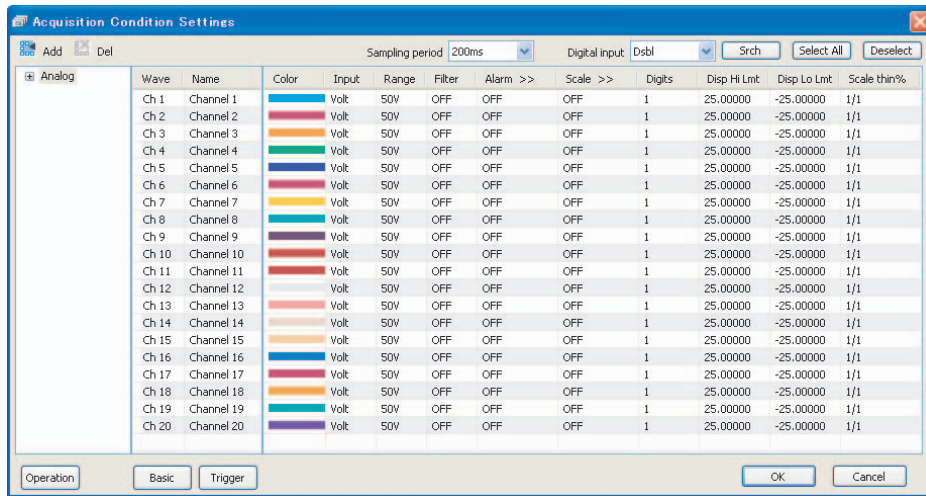 Acquisition Condition Settings
Add Del Sampling period 200ms Digital input Dsbl Srch Select All Deselect
Analog
Wave Name Color Input Range Filter Alarm >> Scale >> Digits Disp Hi Lmt Disp Lo Lmt Scale thin%
Ch 1 Channel 1 Volt 50V OFF OFF OFF 1 25.00000 -25.00000 1/1
Ch 2 Channel 2 Volt 50V OFF OFF OFF 1 25.00000 -25.00000 1/1
Ch 3 Channel 3 Volt 50V OFF OFF OFF 1 25.00000 -25.00000 1/1
Ch 4 Channel 4 Volt 50V OFF OFF OFF 1 25.00000 -25.00000 1/1
Ch 5 Channel 5 Volt 50V OFF OFF OFF 1 25.00000 -25.00000 1/1
Ch 6 Channel 6 Volt 50V OFF OFF OFF 1 25.00000 -25.00000 1/1
Ch 7 Channel 7 Volt 50V OFF OFF OFF 1 25.00000 -25.00000 1/1
Ch 8 Channel 8 Volt 50V OFF OFF OFF 1 25.00000 -25.00000 1/1
Ch 9 Channel 9 Volt 50V OFF OFF OFF 1 25.00000 -25.00000 1/1
Ch 10 Channel 10 Volt 50V OFF OFF OFF 1 25.00000 -25.00000 1/1
Ch 11 Channel 11 Volt 50V OFF OFF OFF 1 25.00000 -25.00000 1/1
Ch 12 Channel 12 Volt 50V OFF OFF OFF 1 25.00000 -25.00000 1/1
Ch 13 Channel 13 Volt 50V OFF OFF OFF 1 25.00000 -25.00000 1/1
Ch 14 Channel 14 Volt 50V OFF OFF OFF 1 25.00000 -25.00000 1/1
Ch 15 Channel 15 Volt 50V OFF OFF OFF 1 25.00000 -25.00000 1/1
Ch 16 Channel 16 Volt 50V OFF OFF OFF 1 25.00000 -25.00000 1/1
Ch 17 Channel 17 Volt 50V OFF OFF OFF 1 25.00000 -25.00000 1/1
Ch 18 Channel 18 Volt 50V OFF OFF OFF 1 25.00000 -25.00000 1/1
Ch 19 Channel 19 Volt 50V OFF OFF OFF 1 25.00000 -25.00000 1/1
Ch 20 Channel 20 Volt 50V OFF OFF OFF 1 25.00000 -25.00000 1/1
Operation Basic Trigger OK Cancel